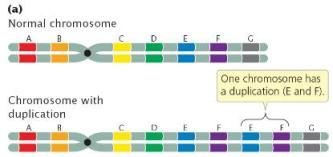 (a)
Normal chromosome
A B C D E F G
One chromosome has
a duplication (E and F).
Chromosome with
duplication
A B C D E F E F G